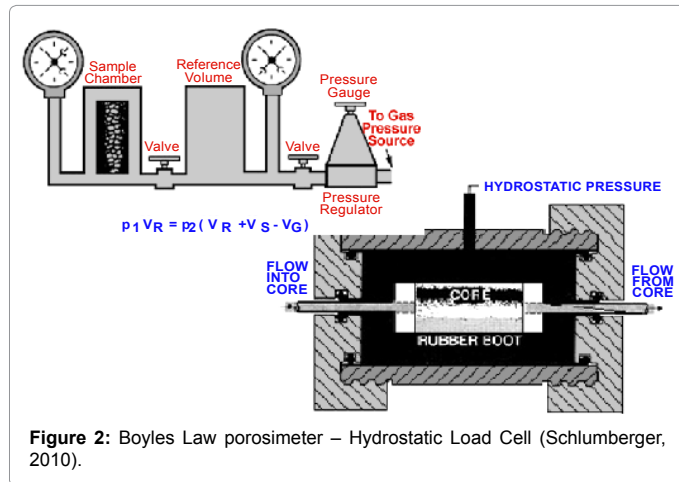 Sample
Chamber
Reference
Volume
Pressure
Gauge
To Gas
Pressure
Source
Valve
Valve
Pressure
Regulator
p1 VR = p2 ( VR + VS - VG)
HYDROSTATIC PRESSURE
FLOW
INTO
CORE
FLOW
FROM
CORE
CORE
RUBBER BOOT
Figure 2: Boyles Law porosimeter – Hydrostatic Load Cell (Schlumberger,
2010).